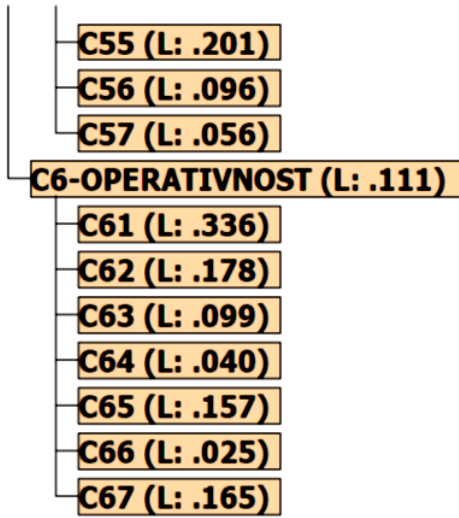 C55 (L: .201)
C56 (L: .096)
C57 (L: .056)
C6-OPERATIVNOST (L: .111)
C61 (L: .336)
C62 (L: .178)
C63 (L: .099)
C64 (L: .040)
C65 (L: .157)
C66 (L: .025)
C67 (L: .165)